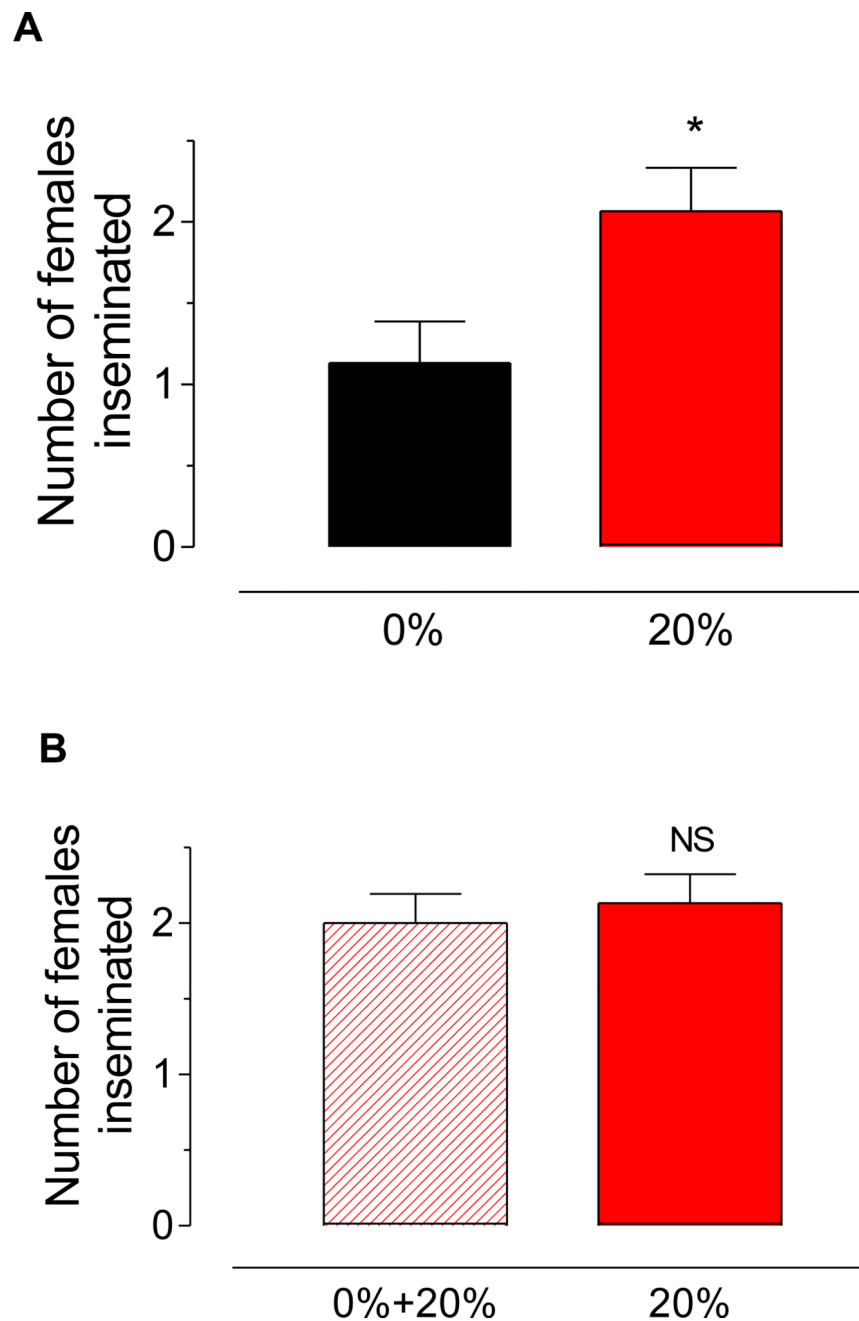 A
Number of females
inseminated
2
1
0
*
0%
20%
B
Number of females
inseminated
2
1
0
NS
0%+20%
20%